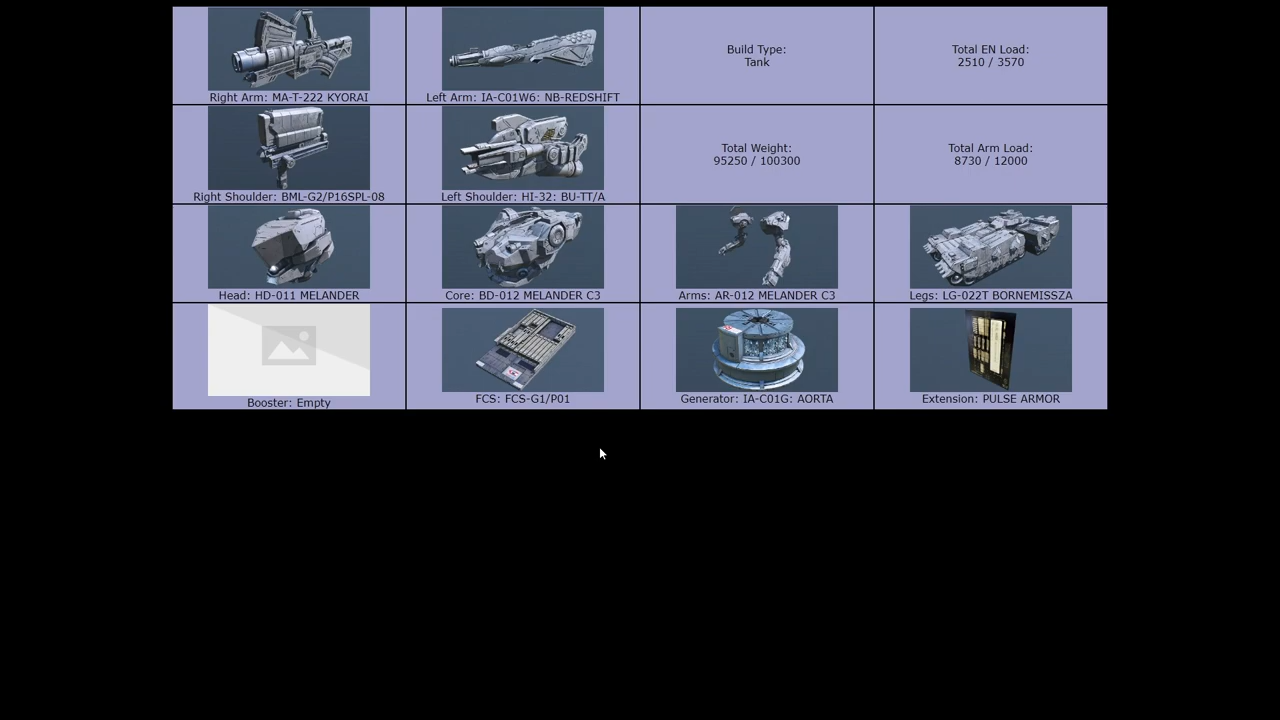 Right Arm: MA-T-222 KYORAI
Left Arm: IA-C01W6: NB-REDSHIFT
Build Type:
Tank
Total EN Load:
2510 / 3570
Right Shoulder: BML-G2/P16SPL-08
Left Shoulder: HI-32: BU-TT/A
Total Weight:
95250 / 100300
Total Arm Load:
8730 / 12000
Head: HD-011 MELANDER
Core: BD-012 MELANDER C3
Arms: AR-012 MELANDER C3
Legs: LG-022T BORNEMISSZA
Booster: Empty
FCS: FCS-G1/P01
Generator: IA-C01G: AORTA
Extension: PULSE ARMOR